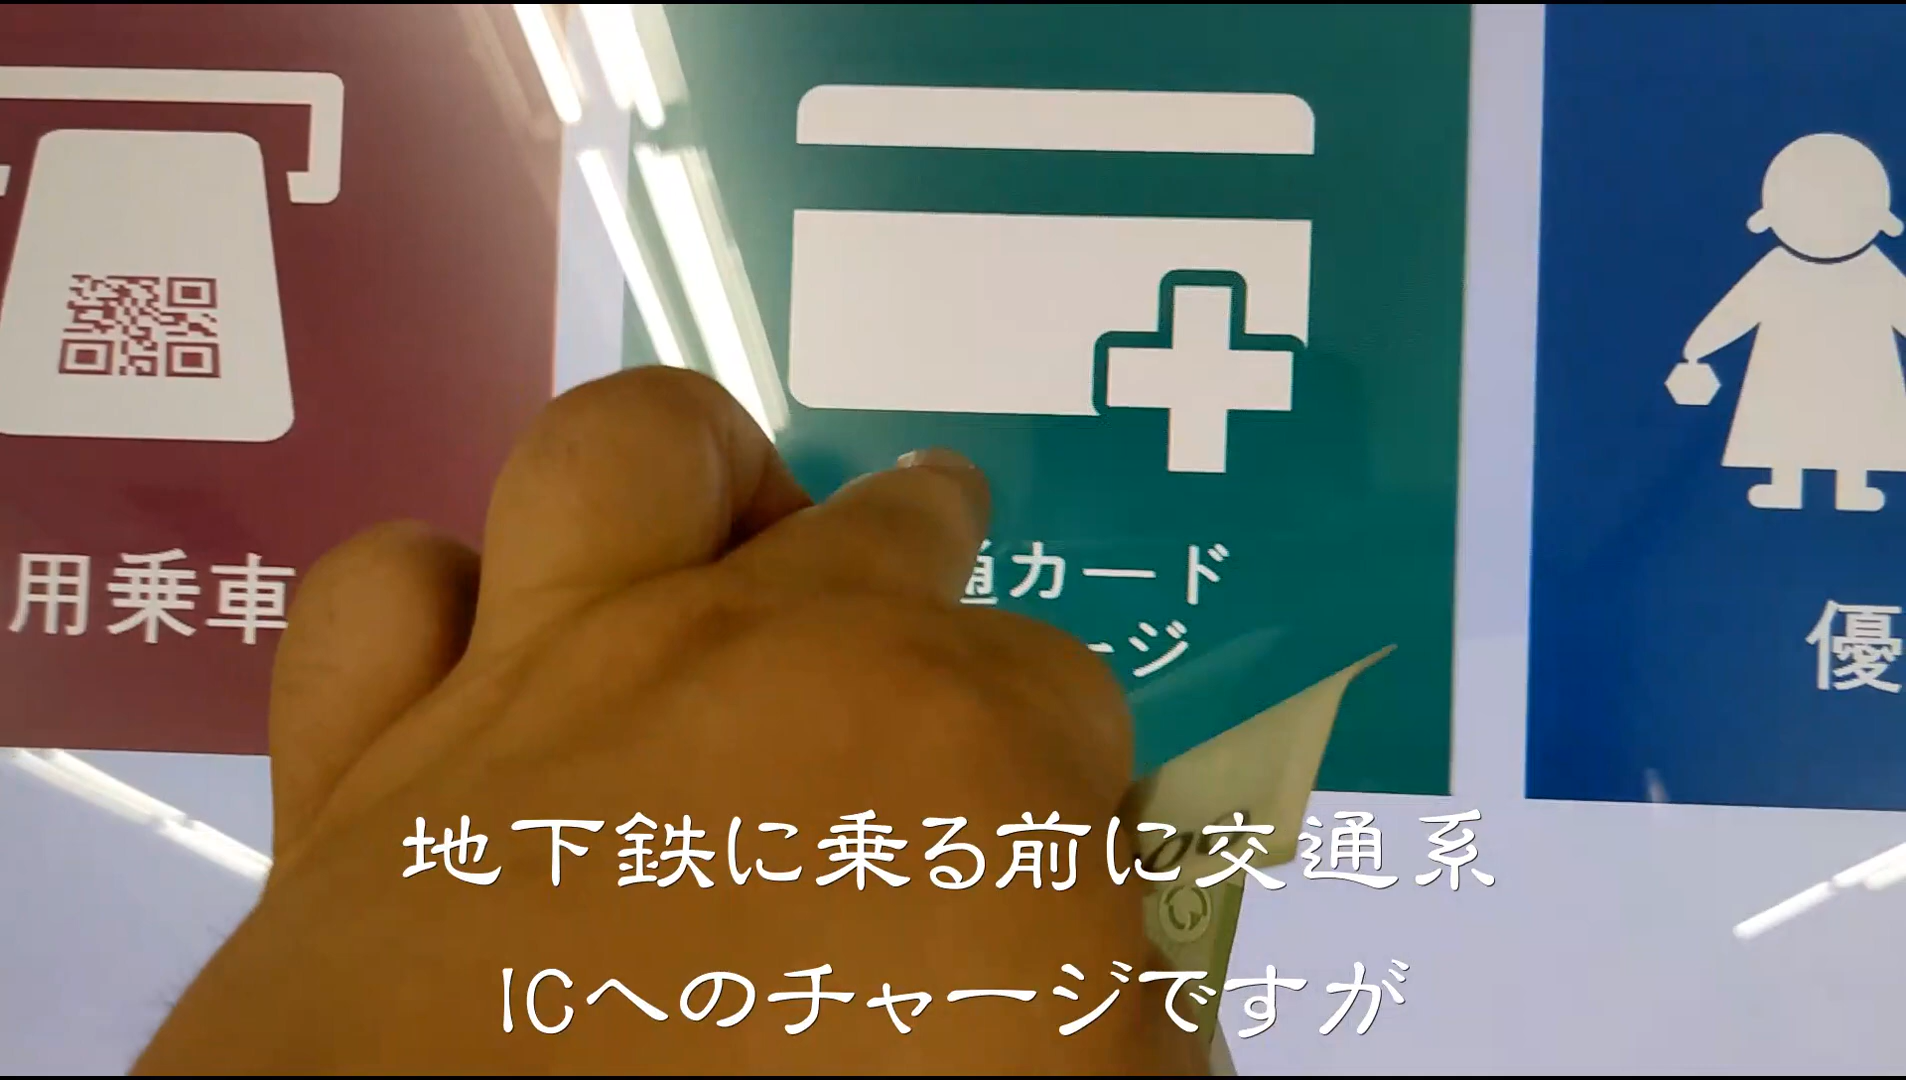 用乗車
通カード
ージ
優
地下鉄に乗る前に交通系
ICへのチャージですが